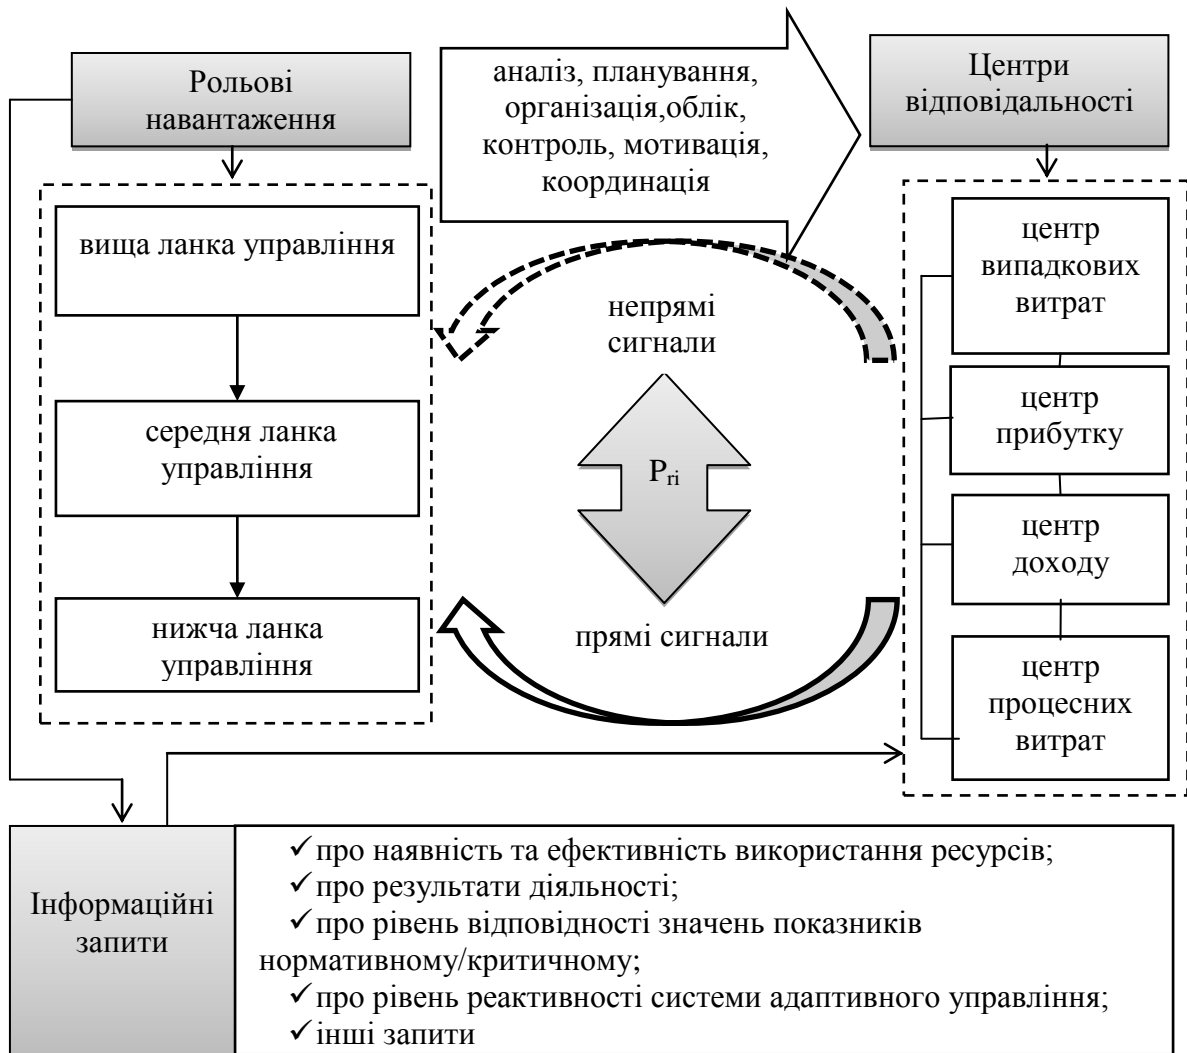 Рольові
навантаження
аналіз, планування,
організація,облік,
контроль, мотивація,
координація
Центри
відповідальності
вища ланка управління
середня ланка
управління
нижча ланка
управління
непрямі
сигнали
P_ri
прямі сигнали
центр
випадкових
витрат
центр
прибутку
центр
доходу
центр
процесних
витрат
Інформаційні
запити
✓про наявність та ефективність використання ресурсів;
✓про результати діяльності;
✓про рівень відповідності значень показників
нормативному/критичному;
✓про рівень реактивності системи адаптивного управління;
✓інші запити